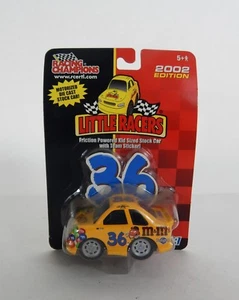 RACING
CHAMPIONS
www.rcertl.com
MOTORIZED
DIE CAST
STOCK CAR!
5+
2002
EDITION
LITTLE RACERS
Friction Powered Kid Sized Stock Car
with Team Sticker!
36
36
m&m's